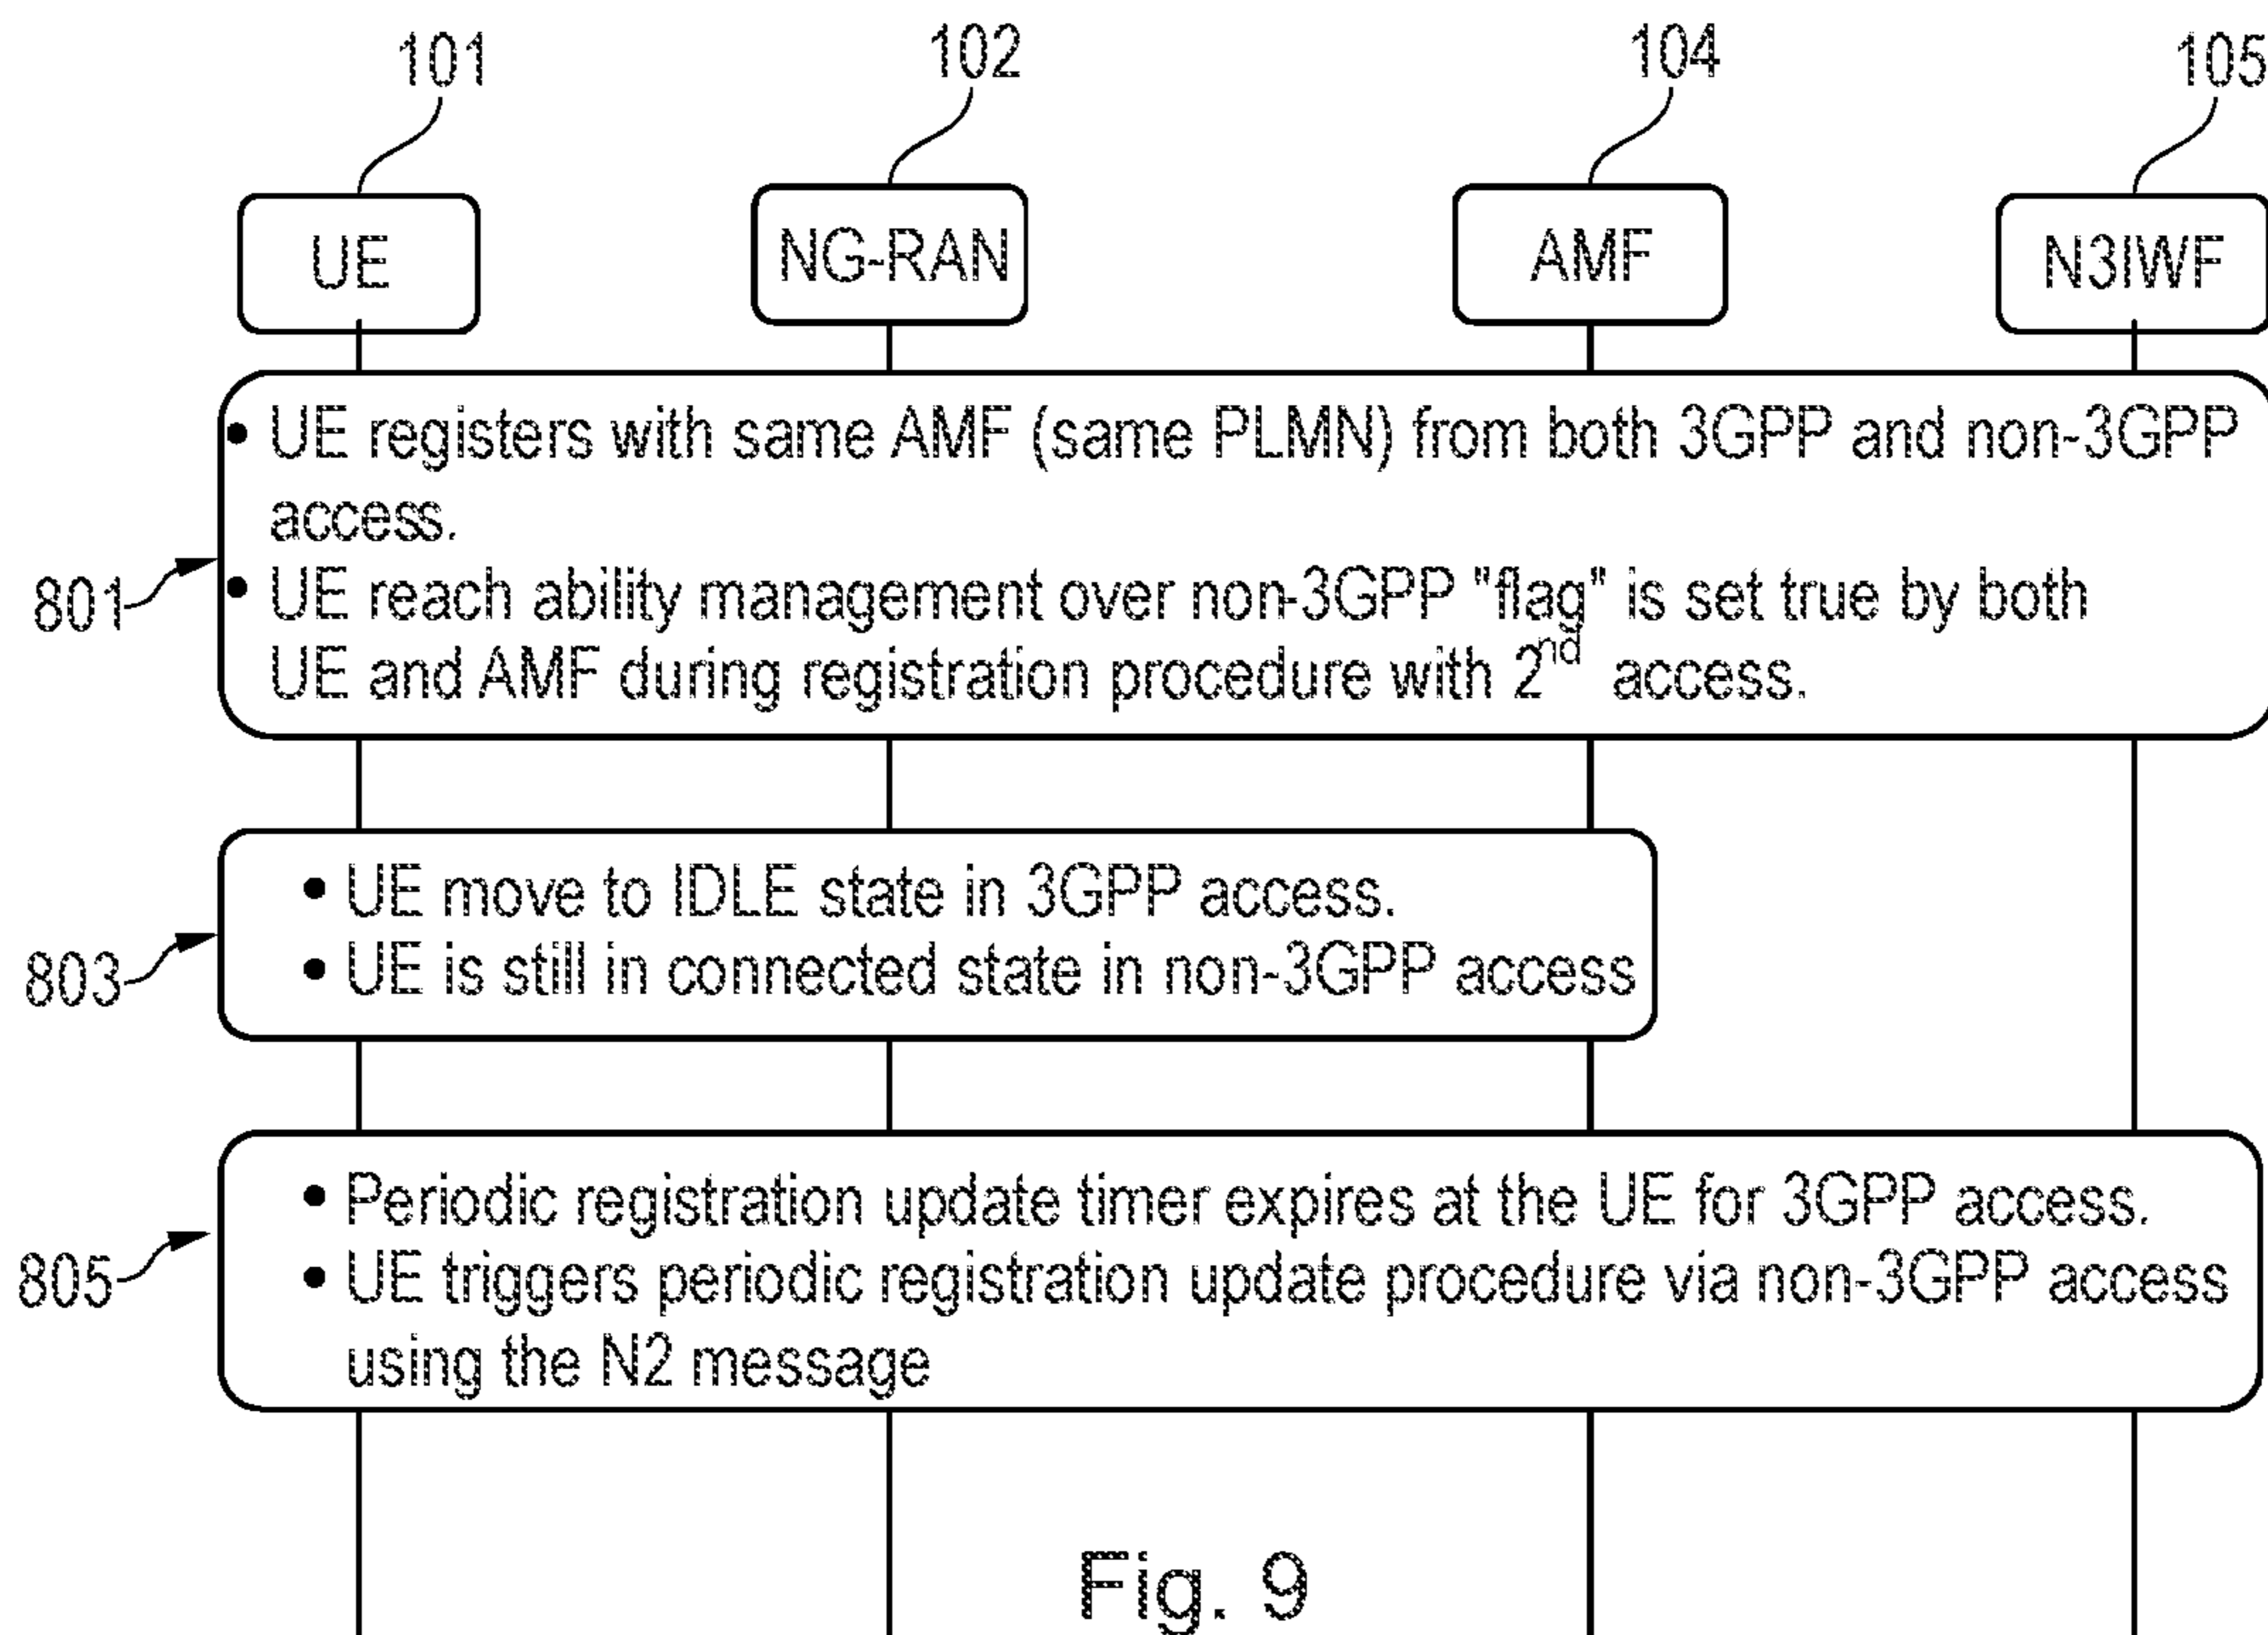 101
102
104
105
UE
NG-RAN
AMF
N3IWF
• UE registers with same AMF (same PLMN) from both 3GPP and non-3GPP
access.
801
• UE reach ability management over non-3GPP "flag" is set true by both
UE and AMF during registration procedure with 2nd access.
• UE move to IDLE state in 3GPP access.
803
• UE is still in connected state in non-3GPP access
• Periodic registration update timer expires at the UE for 3GPP access.
805
• UE triggers periodic registration update procedure via non-3GPP access
using the N2 message
Fig. 9